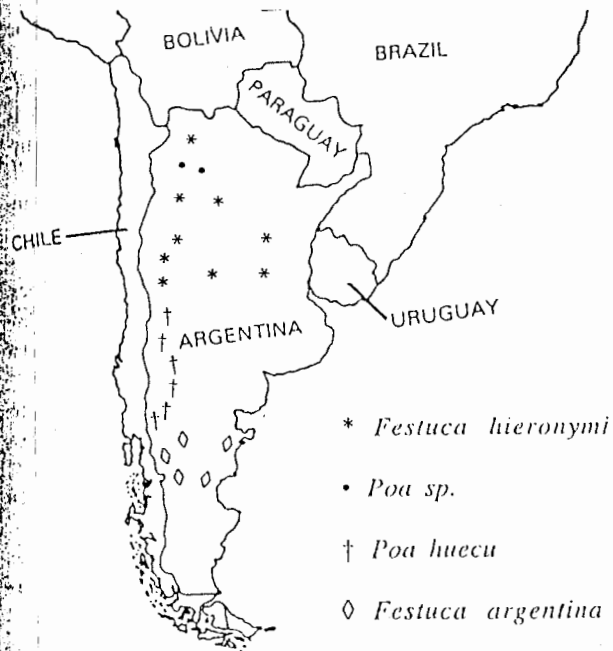 BOLIVIA
BRAZIL
PARAGUAY
CHILE
ARGENTINA
URUGUAY
* Festuca hieronymi
• Poa sp.
† Poa huecu
◊ Festuca argentina